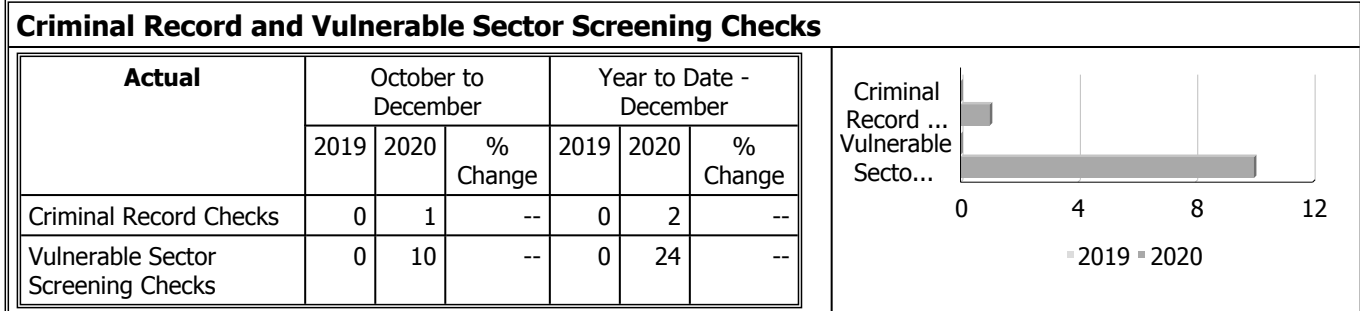 Criminal Record and Vulnerable Sector Screening Checks
Actual
October to
December
Year to Date -
December
2019 2020 %
Change
2019 2020 %
Change
Criminal Record Checks 0 1 -- 0 2 --
Vulnerable Sector
Screening Checks
0 10 -- 0 24 --
Criminal
Record ...
Vulnerable
Secto...
0 4 8 12
2019 2020